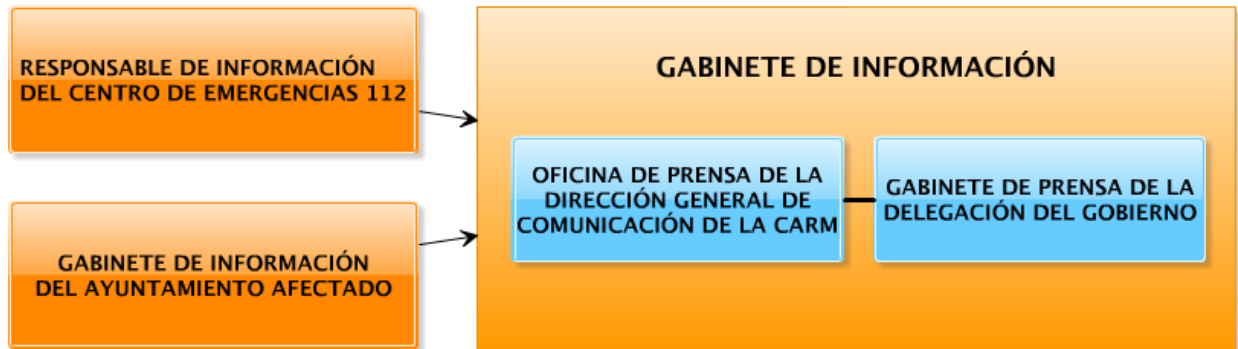 RESPONSABLE DE INFORMACIÓN
DEL CENTRO DE EMERGENCIAS 112
GABINETE DE INFORMACIÓN
DEL AYUNTAMIENTO AFECTADO
GABINETE DE INFORMACIÓN
OFICINA DE PRENSA DE LA
DIRECCIÓN GENERAL DE
COMUNICACIÓN DE LA CARM
GABINETE DE PRENSA DE LA
DELEGACIÓN DEL GOBIERNO